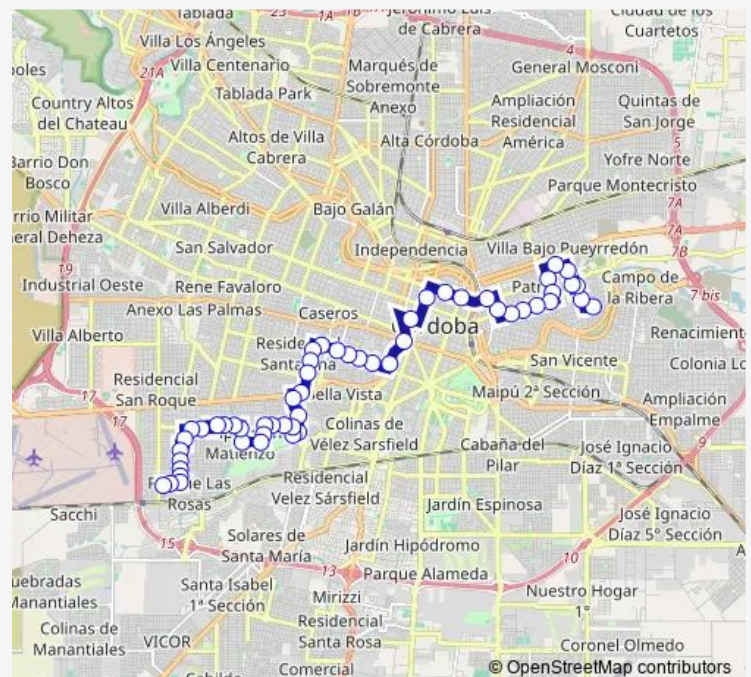 Tablada
23
1A
Jerónimo Luis
de Cabrera
Ciudad de los
Cuartetos
Villa Los Ángeles
21A
Villa Centenario
4
General Mosconi
Marqués de
Sobremonte
Anexo
Tablada Park
Country Altos
del Chateau
Ampliación
Residencial
América
Quintas de
San Jorge
5
Altos de Villa
Cabrera
Alta Córdoba
Yofre Norte
Barrio Don
Bosco
Parque Montecristo
7A
Villa Alberdi
Bajo Galán
7A
San Salvador
Independencia
Villa Bajo Pueyrredón
7B
19
Industrial Oeste
Rene Favaloro
Campo de
la Ribera
7 bis
Anexo Las Palmas
Caseros
Villa Alberto
Renacimiento
San Vicente
Residencial
San Roque
Maipú 2ª Sección
17
17
Bella Vista
Ampliación
Empalme
Colinas de
Vélez Sarsfield
Cabaña del
Pilar
José Ignacio
Díaz 1ª Sección
9
Matienzo
Residencial
Velez Sársfield
Las
Rosas
Sacchi
Jardín Espinosa
José Ignacio
Díaz 5º Sección
15
Solares de
Santa María
Jardín Hipódromo
10
13
Parque Alameda
Santa Isabel
1ª Sección
Mirizzi
Nuestro Hogar
1°
Manantiales
Colinas de
Manantiales
VICOR
Residencial
Santa Rosa
Coronel Olmedo
Comercial
© OpenStreetMap contributors